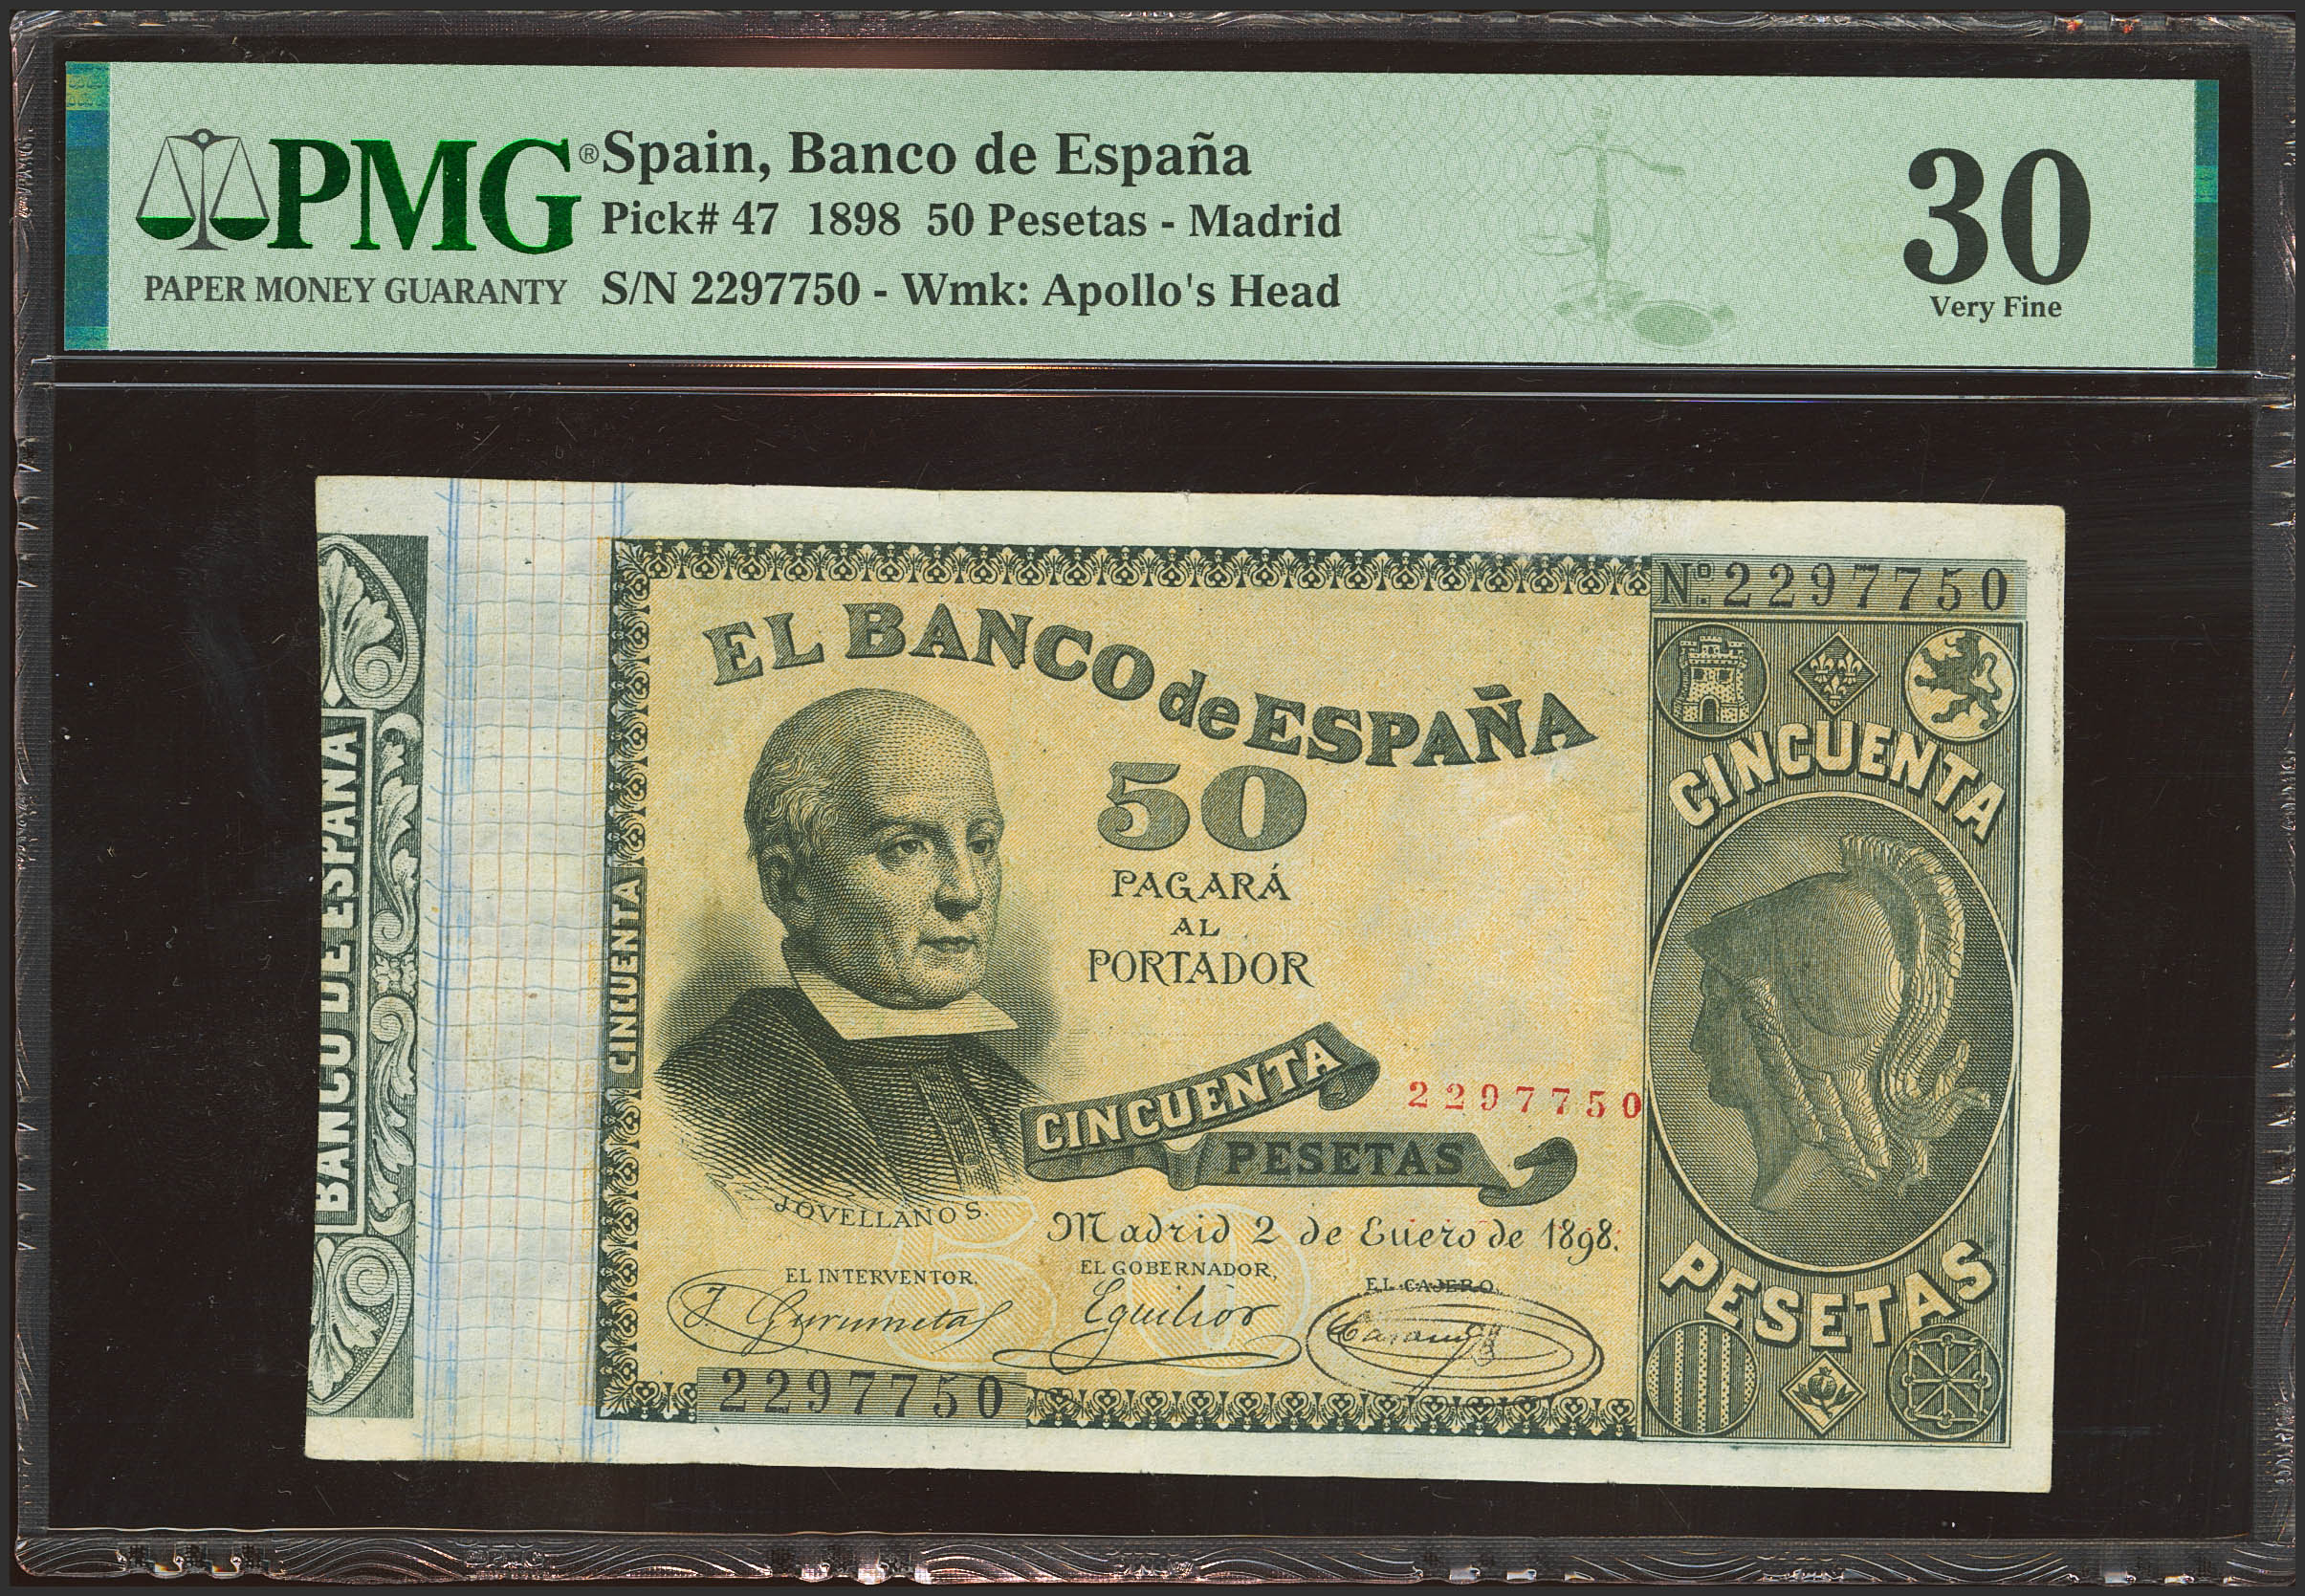 PMG®
PAPER MONEY GUARANTY
Spain, Banco de España
Pick# 47 1898 50 Pesetas - Madrid
S/N 2297750 - Wmk: Apollo's Head
30
Very Fine
BANCO DE ESPAÑA
CINCUENTA
EL BANCO de ESPAÑA
50
PAGARÁ
AL
PORTADOR
CINCUENTA
PESETAS
2297750
JOVELLANOS.
50
Madrid 2 de Enero de 1898.
EL INTERVENTOR,
EL GOBERNADOR,
EL CAJERO,
2297750
No. 2297750
CINCUENTA
PESETAS